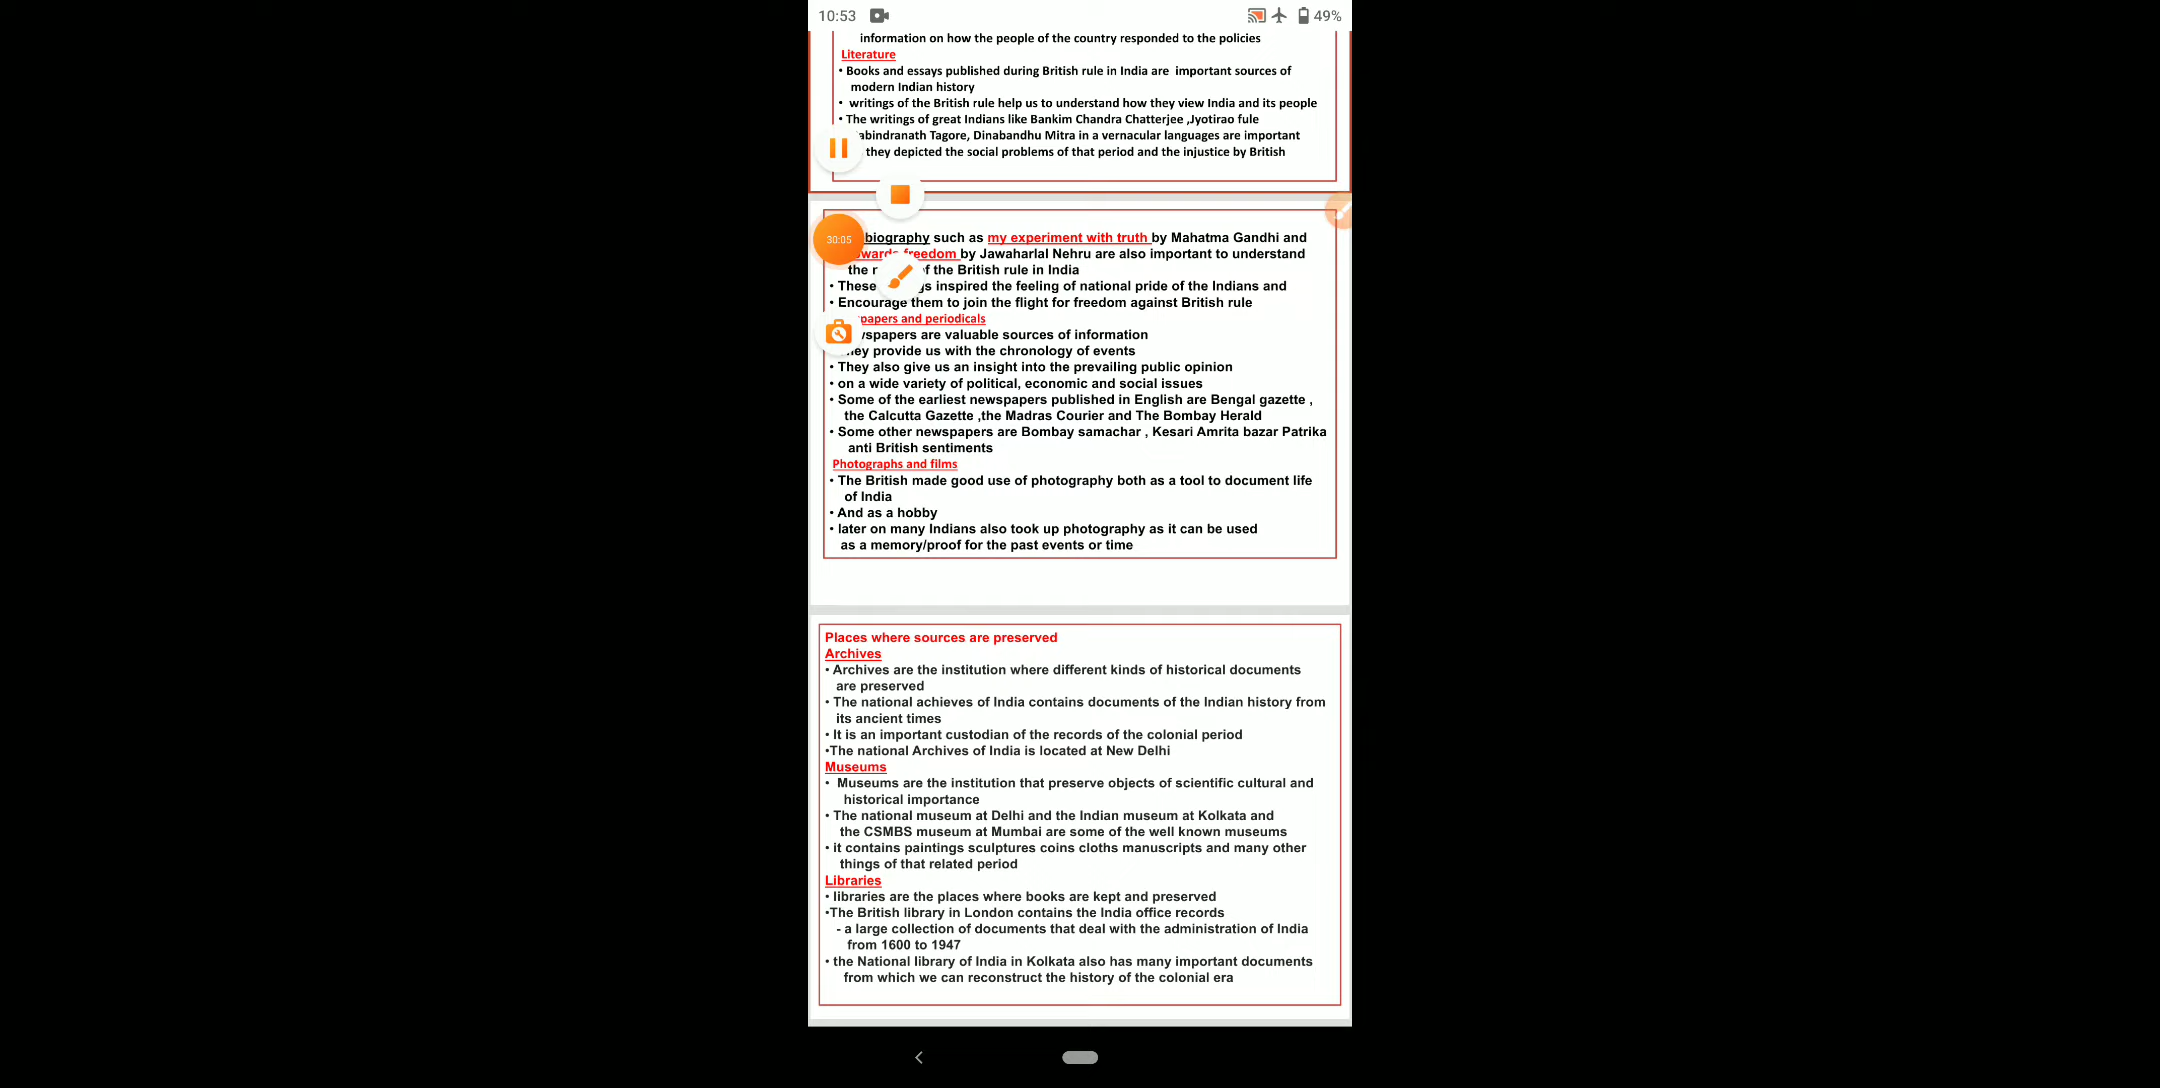 10:53
49%
information on how the people of the country responded to the policies
Literature
• Books and essays published during British rule in India are important sources of
modern Indian history
• writings of the British rule help us to understand how they view India and its people
• The writings of great Indians like Bankim Chandra Chatterjee ,Jyotirao fule
abindranath Tagore, Dinabandhu Mitra in a vernacular languages are important
they depicted the social problems of that period and the injustice by British
30:05
biography such as my experiment with truth by Mahatma Gandhi and
freedom by Jawaharlal Nehru are also important to understand
the f the British rule in India
• These gs inspired the feeling of national pride of the Indians and
• Encourage them to join the flight for freedom against British rule
papers and periodicals
wspapers are valuable sources of information
ey provide us with the chronology of events
• They also give us an insight into the prevailing public opinion
• on a wide variety of political, economic and social issues
• Some of the earliest newspapers published in English are Bengal gazette ,
the Calcutta Gazette ,the Madras Courier and The Bombay Herald
• Some other newspapers are Bombay samachar , Kesari Amrita bazar Patrika
anti British sentiments
Photographs and films
• The British made good use of photography both as a tool to document life
of India
• And as a hobby
• later on many Indians also took up photography as it can be used
as a memory/proof for the past events or time
Places where sources are preserved
Archives
• Archives are the institution where different kinds of historical documents
are preserved
• The national achieves of India contains documents of the Indian history from
its ancient times
• It is an important custodian of the records of the colonial period
•The national Archives of India is located at New Delhi
Museums
• Museums are the institution that preserve objects of scientific cultural and
historical importance
• The national museum at Delhi and the Indian museum at Kolkata and
the CSMBS museum at Mumbai are some of the well known museums
• it contains paintings sculptures coins cloths manuscripts and many other
things of that related period
Libraries
• libraries are the places where books are kept and preserved
•The British library in London contains the India office records
- a large collection of documents that deal with the administration of India
from 1600 to 1947
• the National library of India in Kolkata also has many important documents
from which we can reconstruct the history of the colonial era